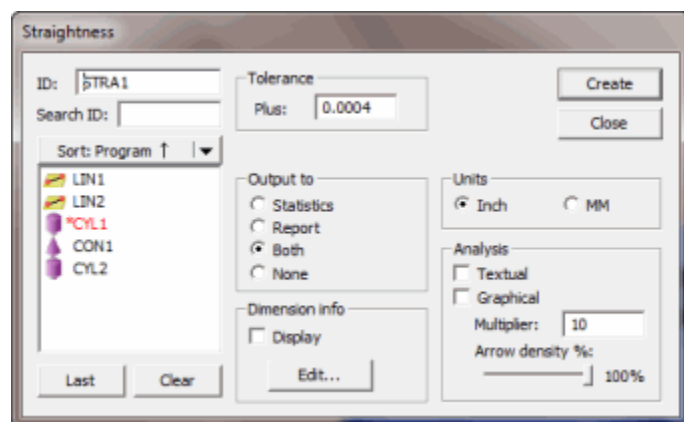 Straightness
ID: STRA1
Search ID:
Sort: Program ↑
LIN1
LIN2
*CYL1
CON1
CYL2
Last
Clear
Tolerance
Plus: 0.0004
Output to
Statistics
Report
Both
None
Dimension info
Display
Edit...
Create
Close
Units
Inch
MM
Analysis
Textual
Graphical
Multiplier: 10
Arrow density %:
100%